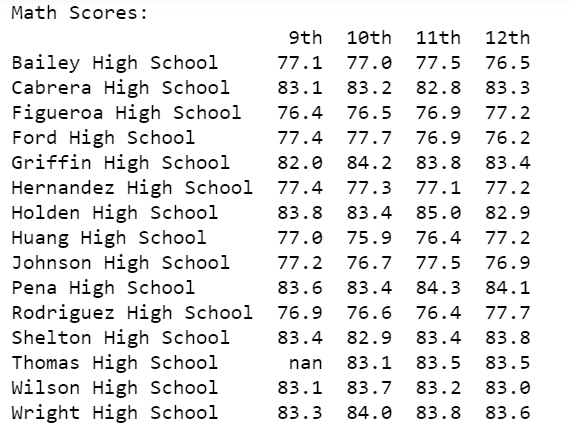 Math Scores:
9th 10th 11th 12th
Bailey High School 77.1 77.0 77.5 76.5
Cabrera High School 83.1 83.2 82.8 83.3
Figueroa High School 76.4 76.5 76.9 77.2
Ford High School 77.4 77.7 76.9 76.2
Griffin High School 82.0 84.2 83.8 83.4
Hernandez High School 77.4 77.3 77.1 77.2
Holden High School 83.8 83.4 85.0 82.9
Huang High School 77.0 75.9 76.4 77.2
Johnson High School 77.2 76.7 77.5 76.9
Pena High School 83.6 83.4 84.3 84.1
Rodriguez High School 76.9 76.6 76.4 77.7
Shelton High School 83.4 82.9 83.4 83.8
Thomas High School nan 83.1 83.5 83.5
Wilson High School 83.1 83.7 83.2 83.0
Wright High School 83.3 84.0 83.8 83.6